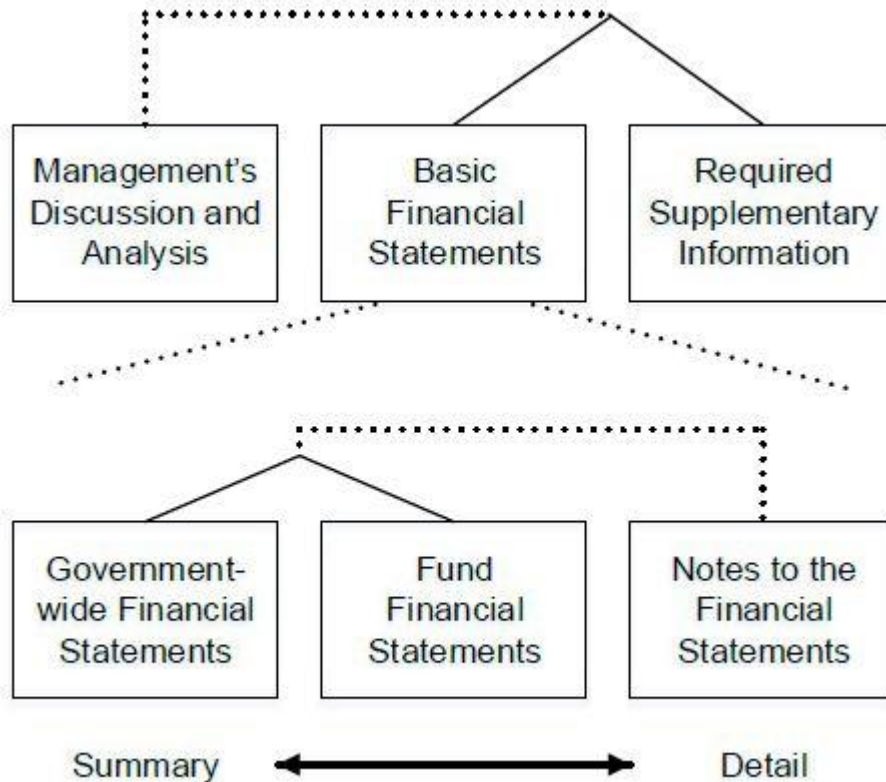 Management's
Discussion and
Analysis
Basic
Financial
Statements
Required
Supplementary
Information
Government-
wide Financial
Statements
Fund
Financial
Statements
Notes to the
Financial
Statements
Summary
Detail